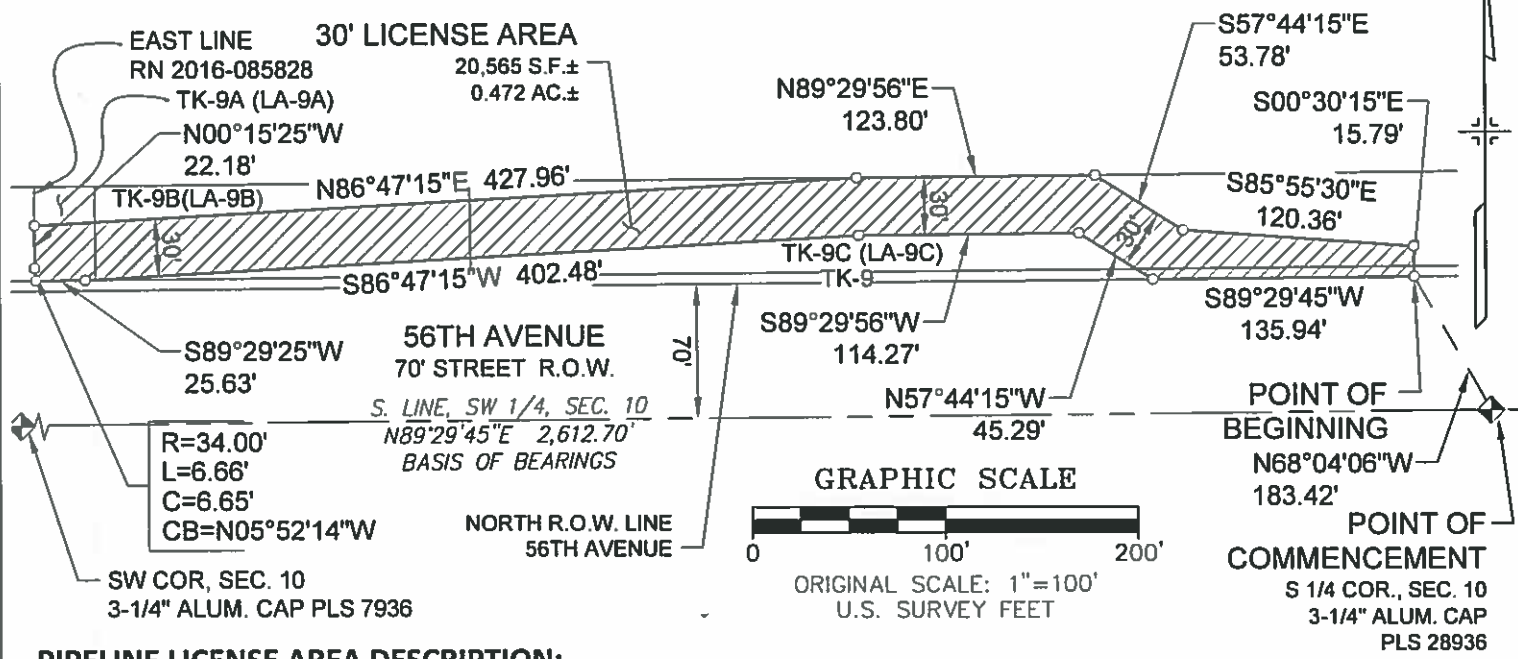 EAST LINE
RN 2016-085828
TK-9A (LA-9A)
N00°15'25"W
22.18'
TK-9B(LA-9B)
30' LICENSE AREA
20,565 S.F.±
0.472 AC.±
N86°47'15"E 427.96'
N89°29'56"E
123.80'
S57°44'15"E
53.78'
S00°30'15"E
15.79'
S85°55'30"E
120.36'
30'
30'
30'
S86°47'15"W 402.48'
TK-9C (LA-9C)
TK-9
S89°29'45"W
135.94'
S89°29'56"W
114.27'
N57°44'15"W
45.29'
S89°29'25"W
25.63'
56TH AVENUE
70' STREET R.O.W.
70'
S. LINE, SW 1/4, SEC. 10
N89°29'45"E 2,612.70'
BASIS OF BEARINGS
R=34.00'
L=6.66'
C=6.65'
CB=N05°52'14"W
NORTH R.O.W. LINE
56TH AVENUE
SW COR, SEC. 10
3-1/4" ALUM. CAP PLS 7936
GRAPHIC SCALE
0 100' 200'
ORIGINAL SCALE: 1"=100'
U.S. SURVEY FEET
POINT OF
BEGINNING
N68°04'06"W
183.42'
POINT OF
COMMENCEMENT
S 1/4 COR., SEC. 10
3-1/4" ALUM. CAP
PLS 28936
PIPELINE LICENSE AREA DESCRIPTION: